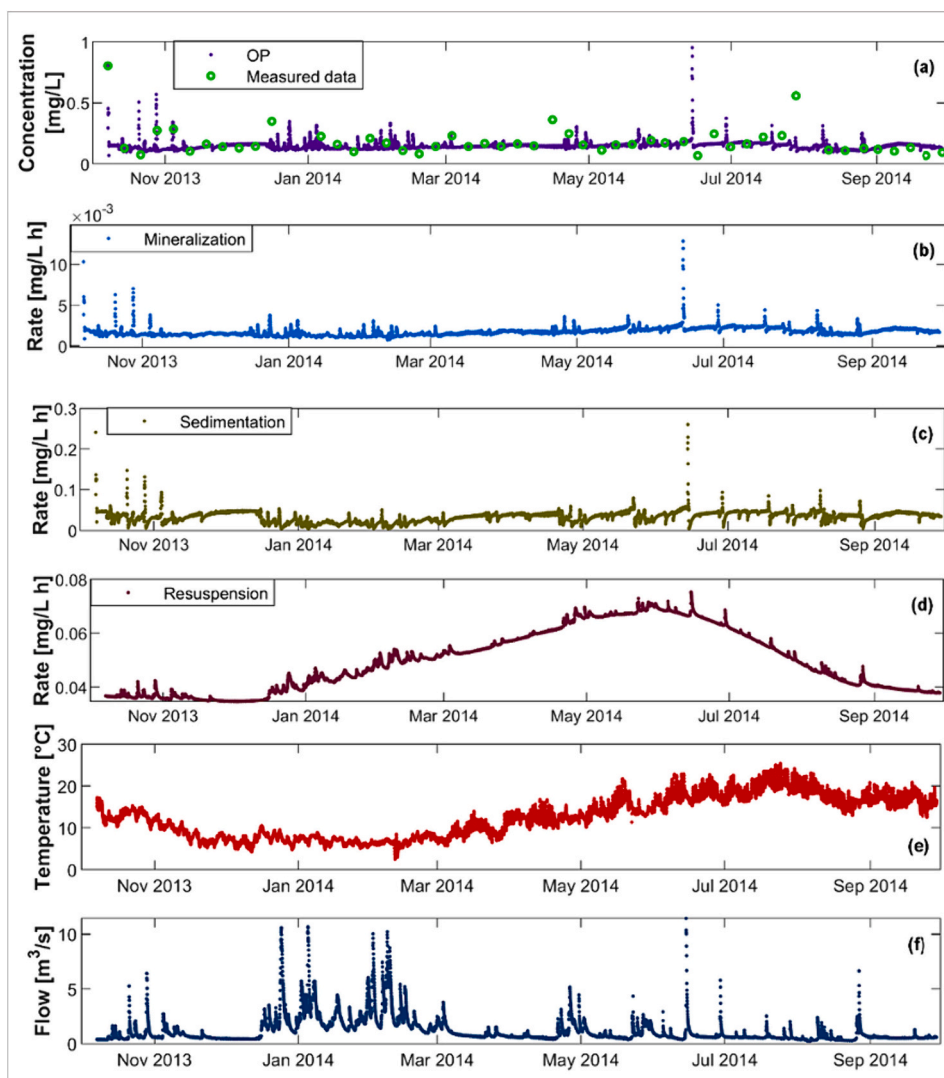 Concentration
[mg/L]
1
0.5
0
OP
Measured data
(a)
Nov 2013 Jan 2014 Mar 2014 May 2014 Jul 2014 Sep 2014
×10⁻³
Rate [mg/L h]
10
5
0
Mineralization
(b)
Nov 2013 Jan 2014 Mar 2014 May 2014 Jul 2014 Sep 2014
Rate [mg/L h]
0.3
0.2
0.1
0
Sedimentation
(c)
Nov 2013 Jan 2014 Mar 2014 May 2014 Jul 2014 Sep 2014
Rate [mg/L h]
0.08
0.06
0.04
Resuspension
(d)
Nov 2013 Jan 2014 Mar 2014 May 2014 Jul 2014 Sep 2014
Temperature [°C]
30
20
10
0
(e)
Nov 2013 Jan 2014 Mar 2014 May 2014 Jul 2014 Sep 2014
Flow [m³/s]
10
5
0
(f)
Nov 2013 Jan 2014 Mar 2014 May 2014 Jul 2014 Sep 2014